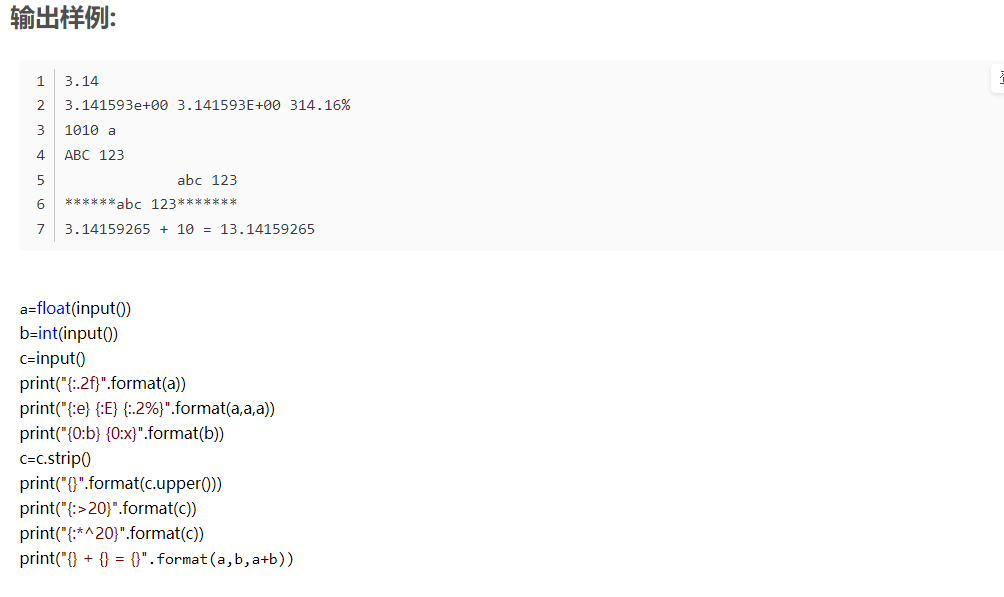 输出样例:
1 3.14
2 3.141593e+00 3.141593E+00 314.16%
3 1010 a
4 ABC 123
5              abc 123
6 ******abc 123*******
7 3.14159265 + 10 = 13.14159265
a=float(input())
b=int(input())
c=input()
print("{:.2f}".format(a))
print("{:e} {:E} {:.2%}".format(a,a,a))
print("{0:b} {0:x}".format(b))
c=c.strip()
print("{}".format(c.upper()))
print("{:>20}".format(c))
print("{:*^20}".format(c))
print("{} + {} = {}".format(a,b,a+b))